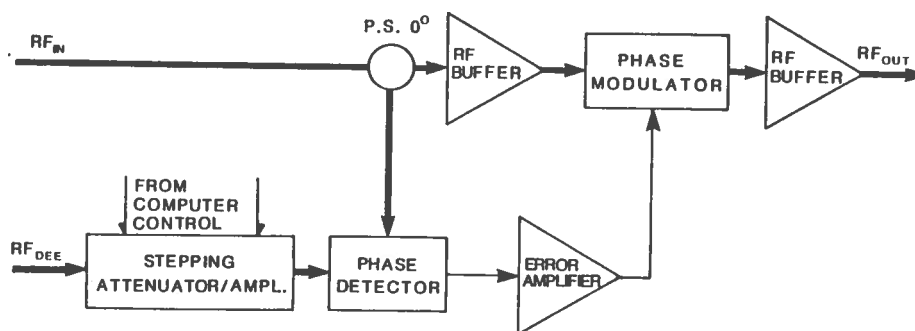 P.S. 0°
RF_IN
RF
BUFFER
PHASE
MODULATOR
RF
BUFFER
RF_OUT
FROM
COMPUTER
CONTROL
RF_DEE
STEPPING
ATTENUATOR/AMPL.
PHASE
DETECTOR
ERROR
AMPLIFIER